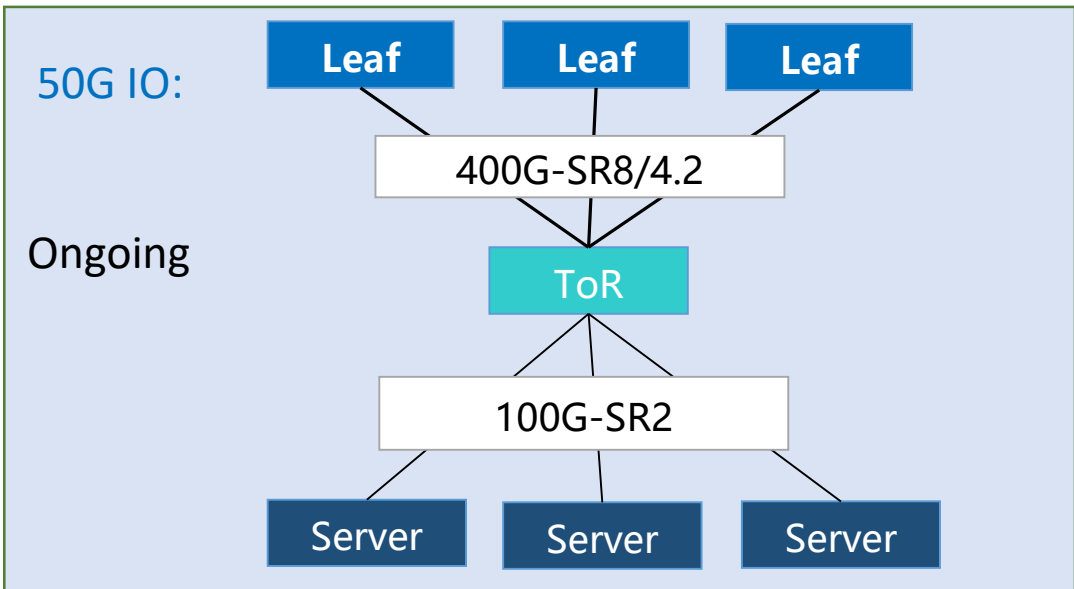 50G IO:
Leaf
Leaf
Leaf
400G-SR8/4.2
Ongoing
ToR
100G-SR2
Server
Server
Server